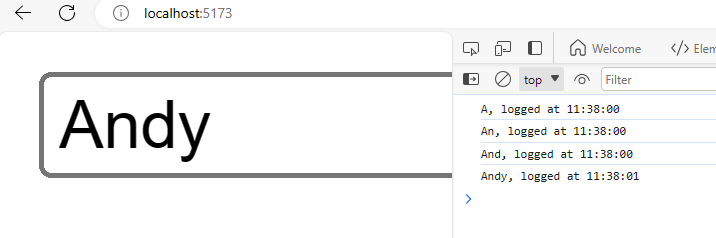 localhost:5173
Andy
Welcome
Elem
top
Filter
A, logged at 11:38:00
An, logged at 11:38:00
And, logged at 11:38:00
Andy, logged at 11:38:01